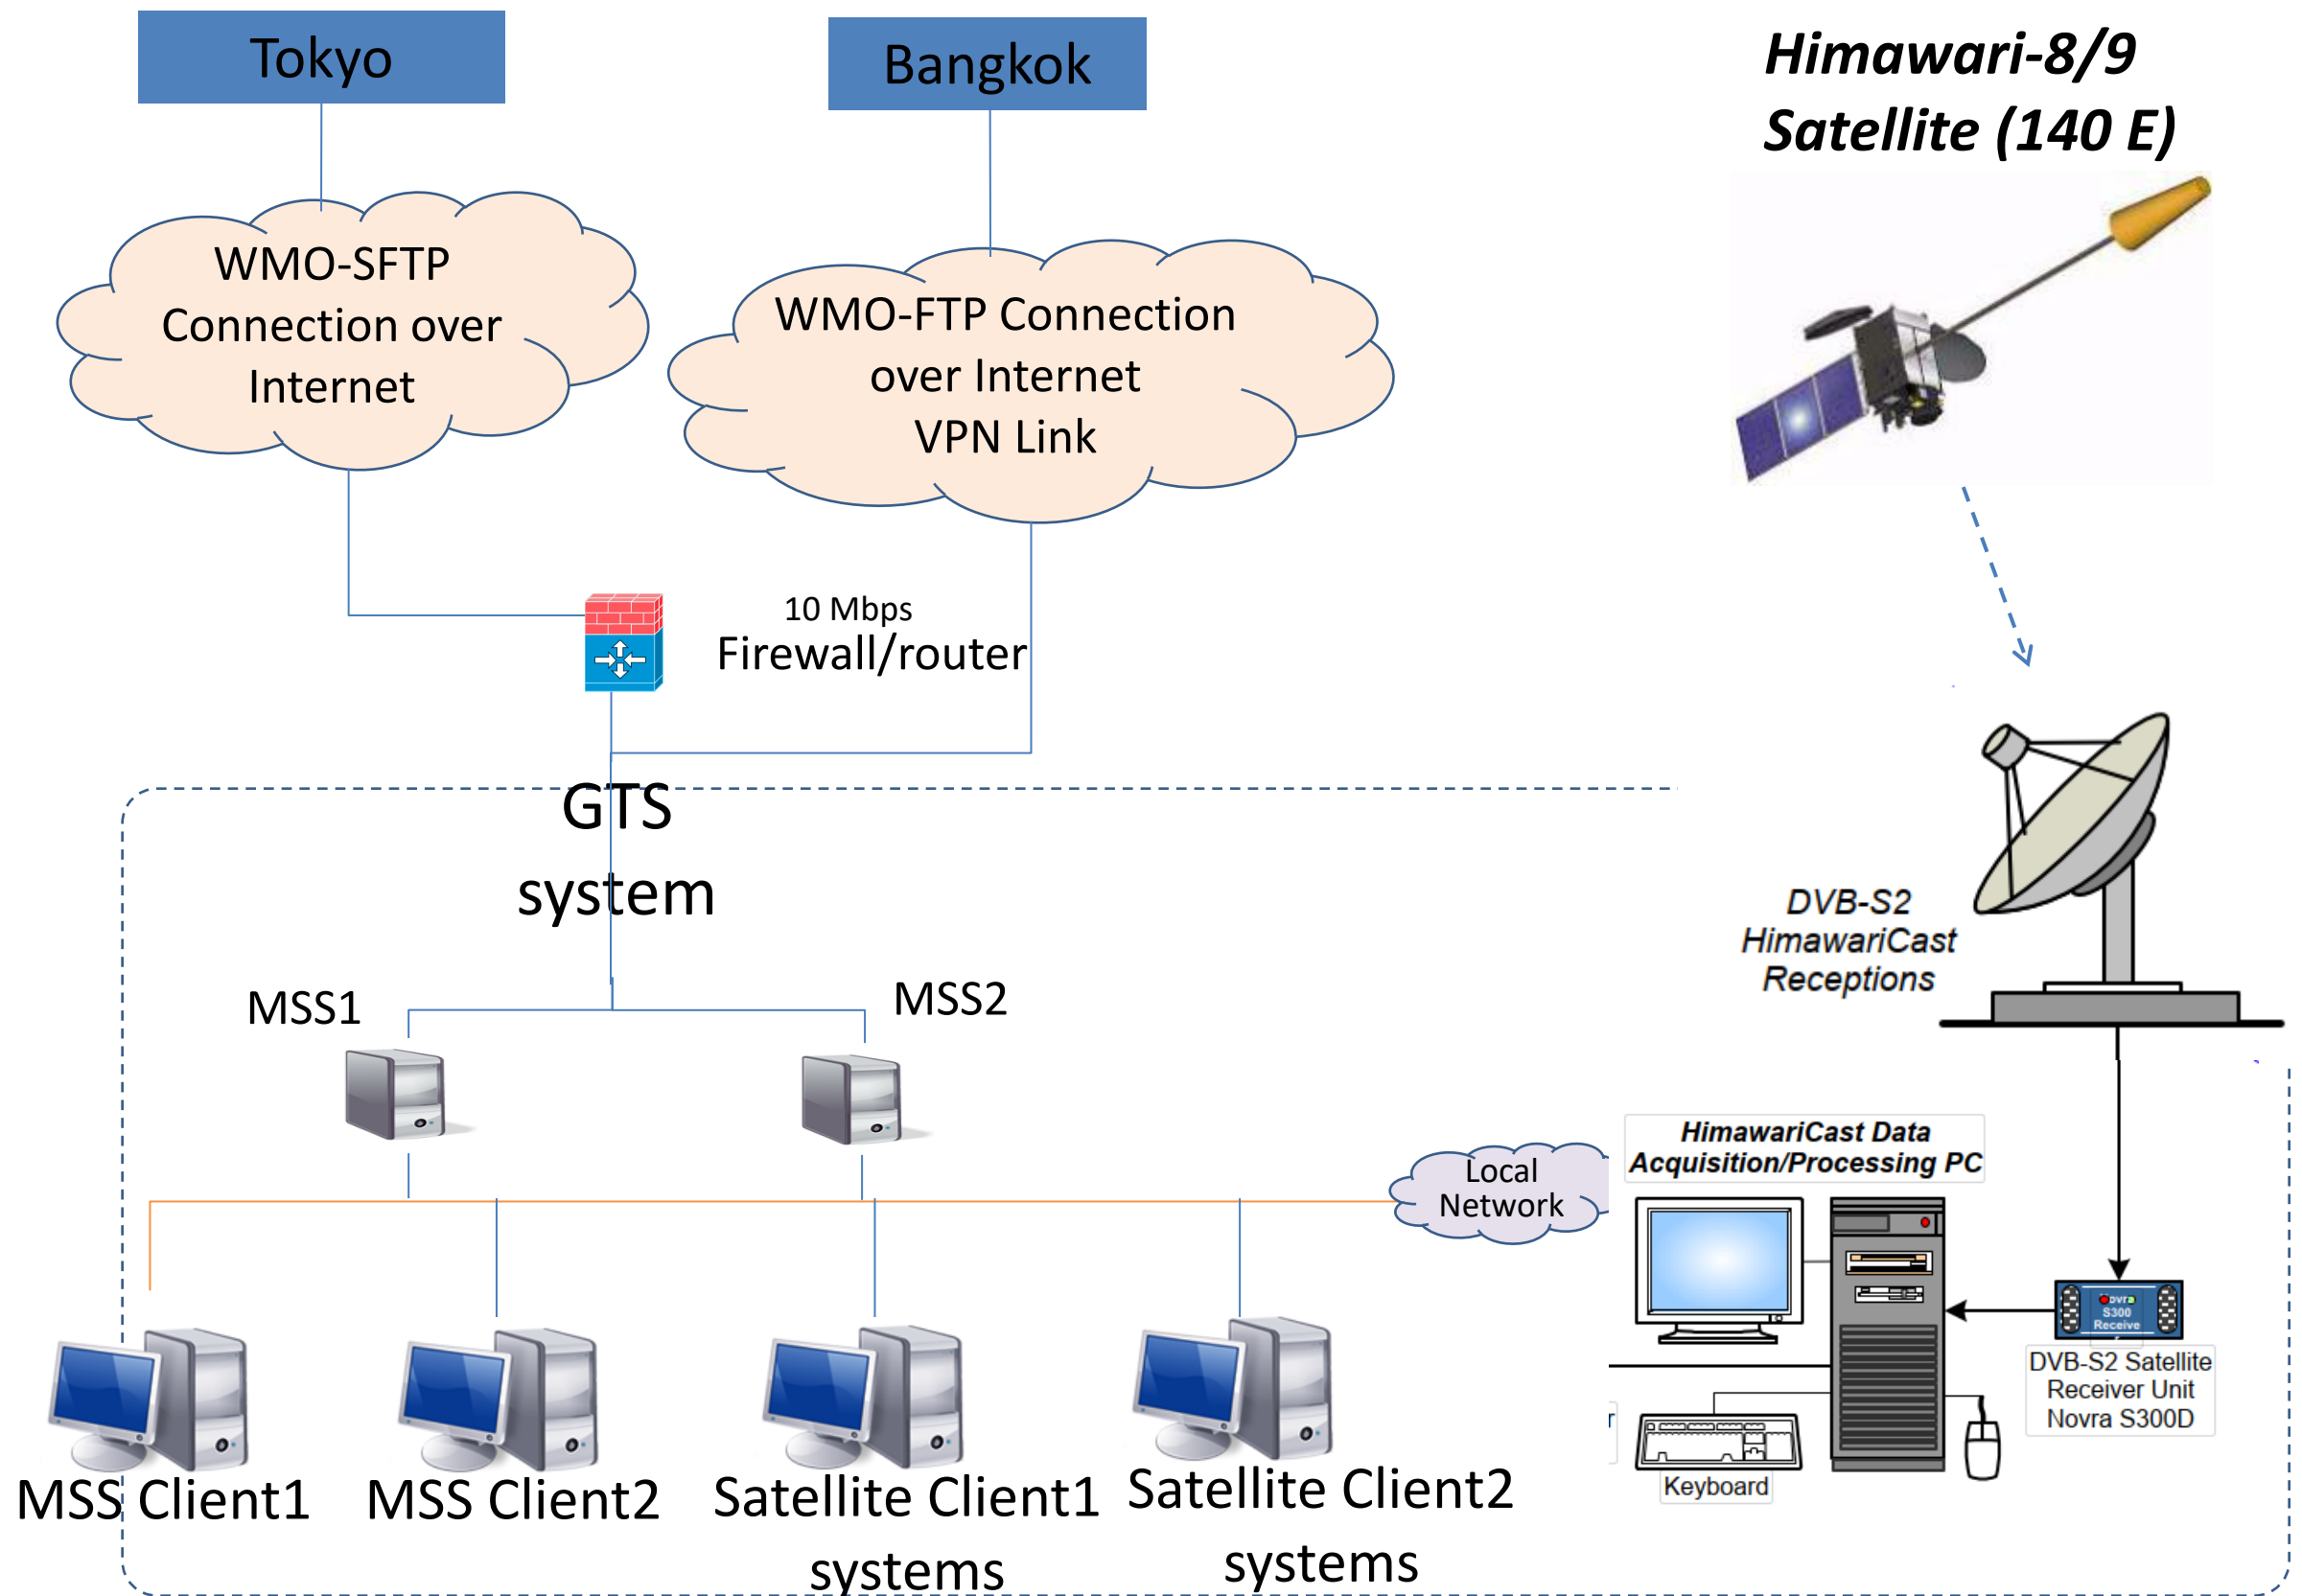 Tokyo
Bangkok
Himawari-8/9
Satellite (140 E)
WMO-SFTP
Connection over
Internet
WMO-FTP Connection
over Internet
VPN Link
10 Mbps
Firewall/router
GTS
system
MSS1
MSS2
DVB-S2
HimawariCast
Receptions
Local
Network
HimawariCast Data
Acquisition/Processing PC
S300
Receive
r
DVB-S2 Satellite
Receiver Unit
Novra S300D
r
Keyboard
MSS Client1
MSS Client2
Satellite Client1
systems
Satellite Client2
systems